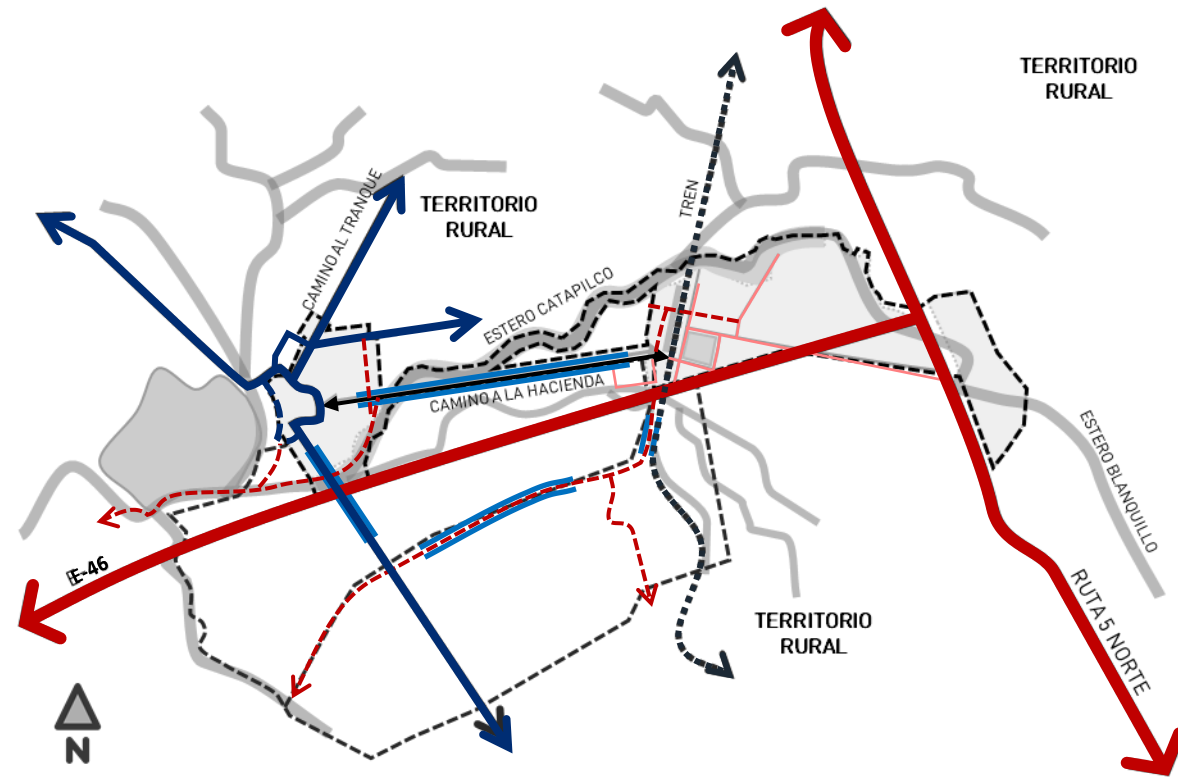 TERRITORIO
RURAL
TREN
CAMINO AL TRANQUE
TERRITORIO
RURAL
ESTERO CATAPILCO
CAMINO A LA HACIENDA
ESTERO BLANQUILLO
E-46
RUTA 5 NORTE
TERRITORIO
RURAL
N